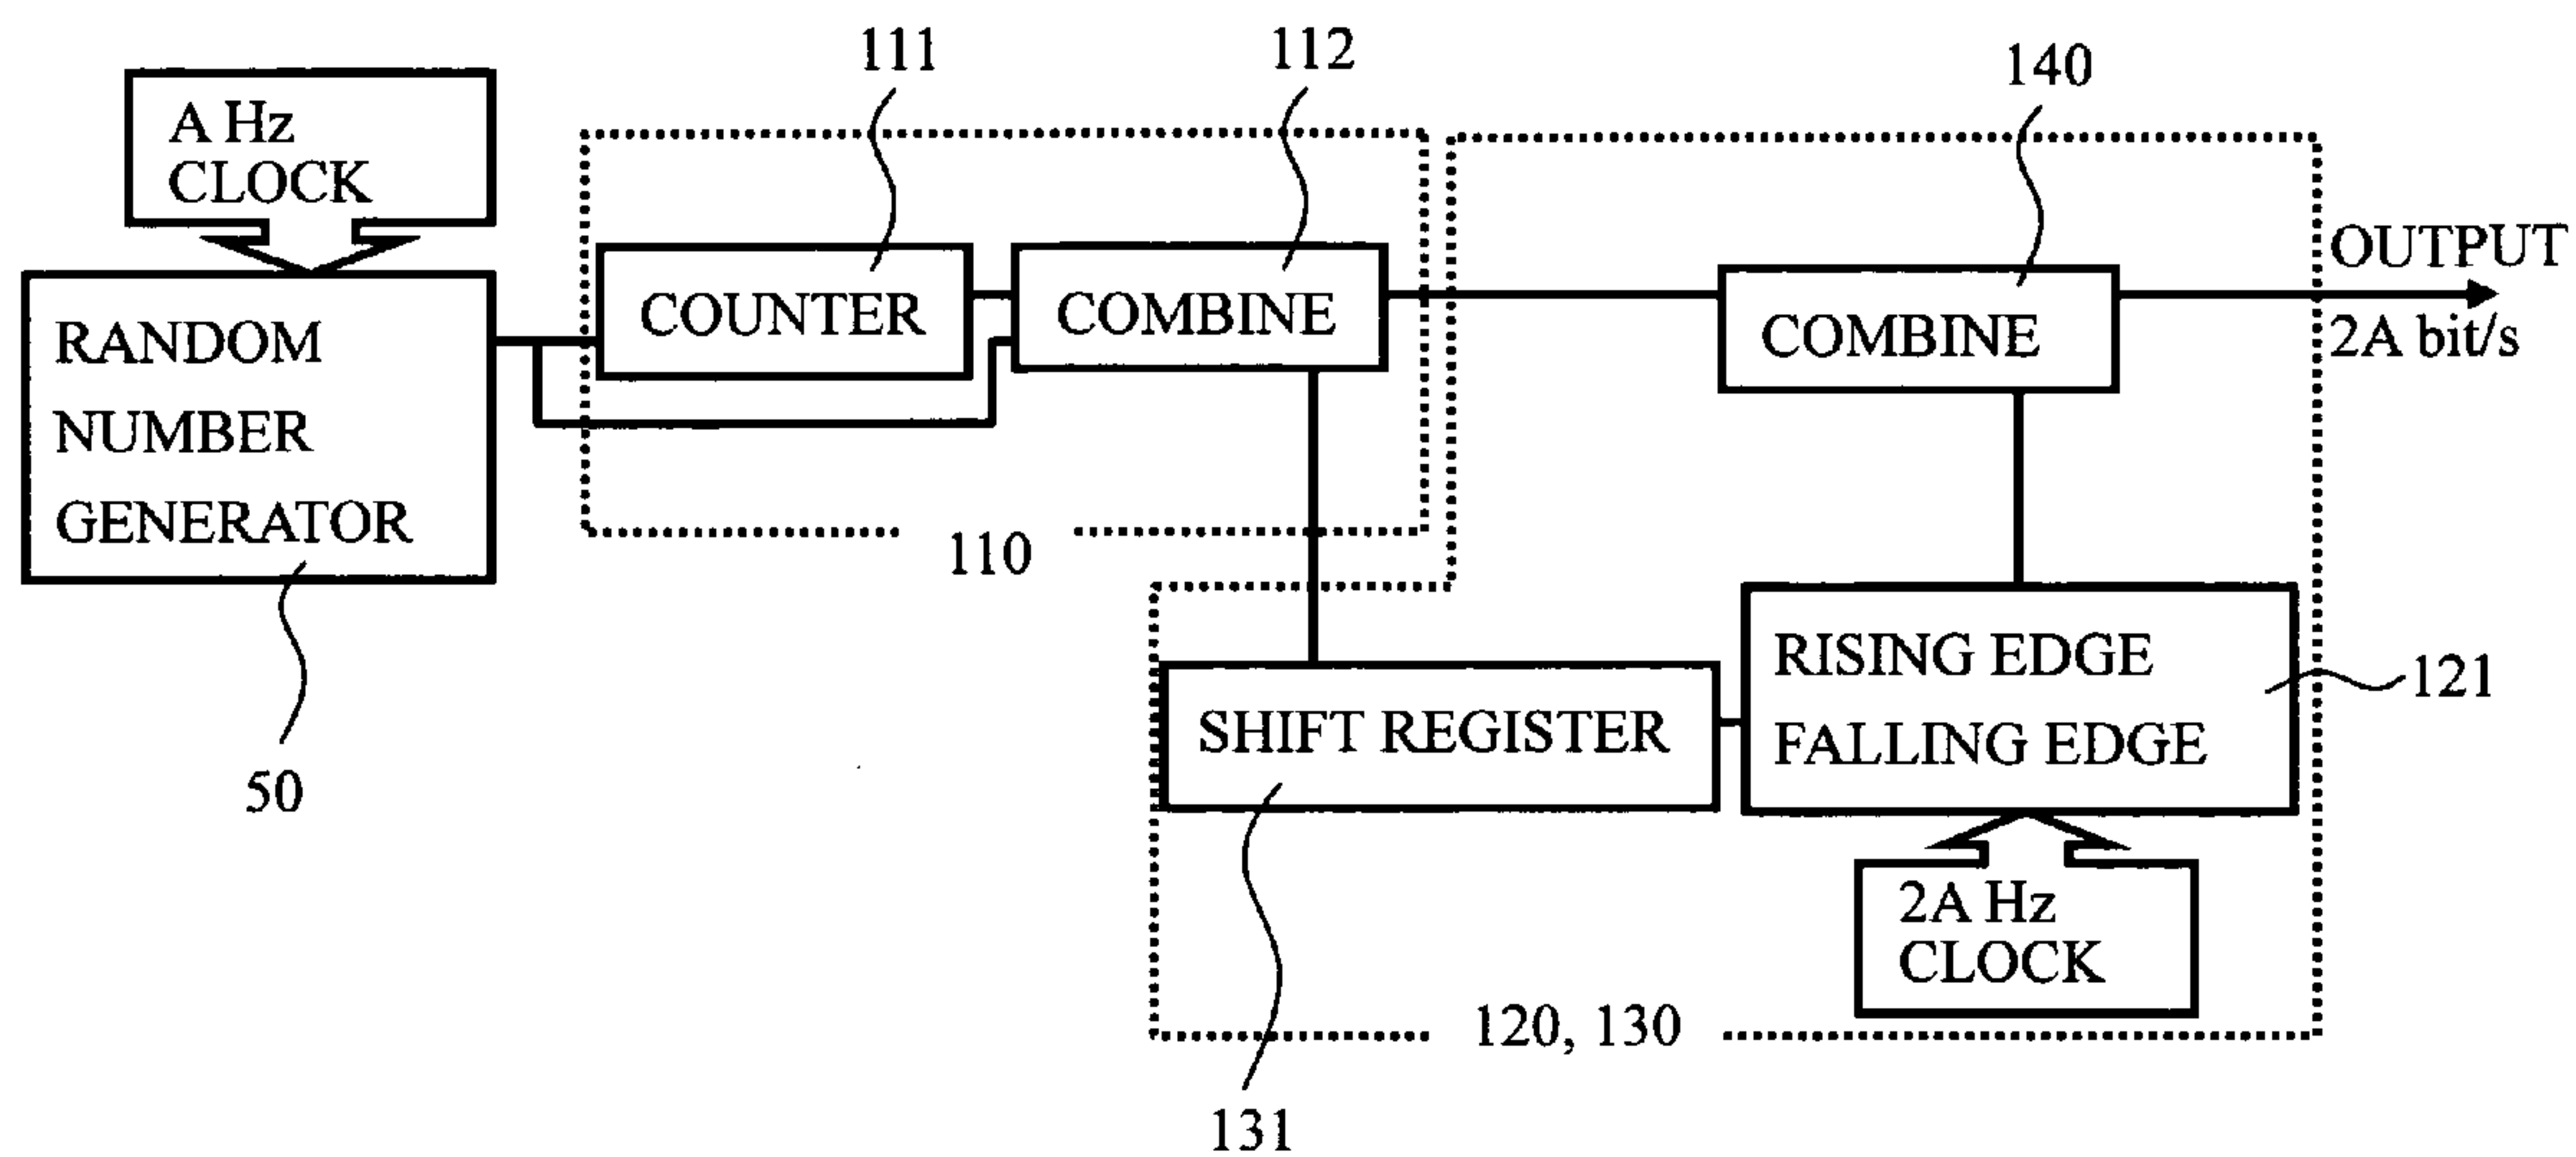 111
112
140
A Hz
CLOCK
OUTPUT
COUNTER
COMBINE
COMBINE
2A bit/s
RANDOM
NUMBER
GENERATOR
110
50
SHIFT REGISTER
RISING EDGE
FALLING EDGE
121
2A Hz
CLOCK
120, 130
131